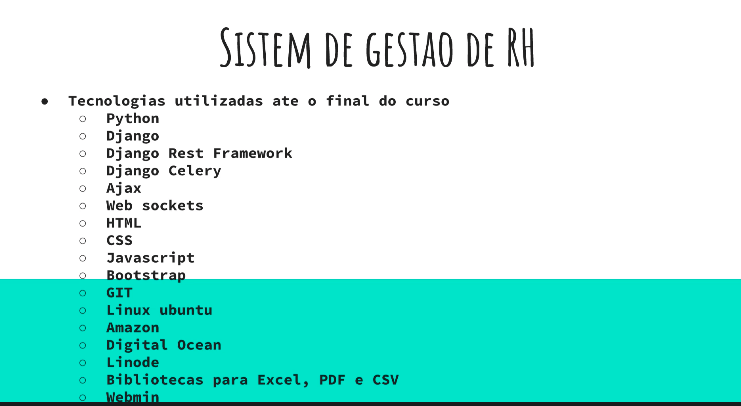 Sistem de gestao de RH
● Tecnologias utilizadas ate o final do curso
○ Python
○ Django
○ Django Rest Framework
○ Django Celery
○ Ajax
○ Web sockets
○ HTML
○ CSS
○ Javascript
○ Bootstrap
○ GIT
○ Linux ubuntu
○ Amazon
○ Digital Ocean
○ Linode
○ Bibliotecas para Excel, PDF e CSV
○ Webmin